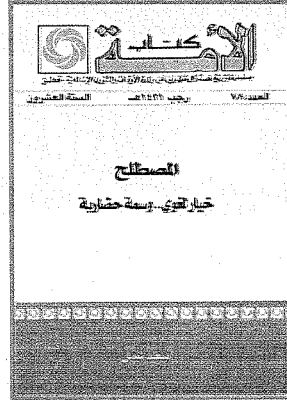 كتاب
الأمة
العدد: ٧٨ رجب ١٤٢١هـ السنة العشرون
المصطلح
خيار لغوي.. وسمة حضارية